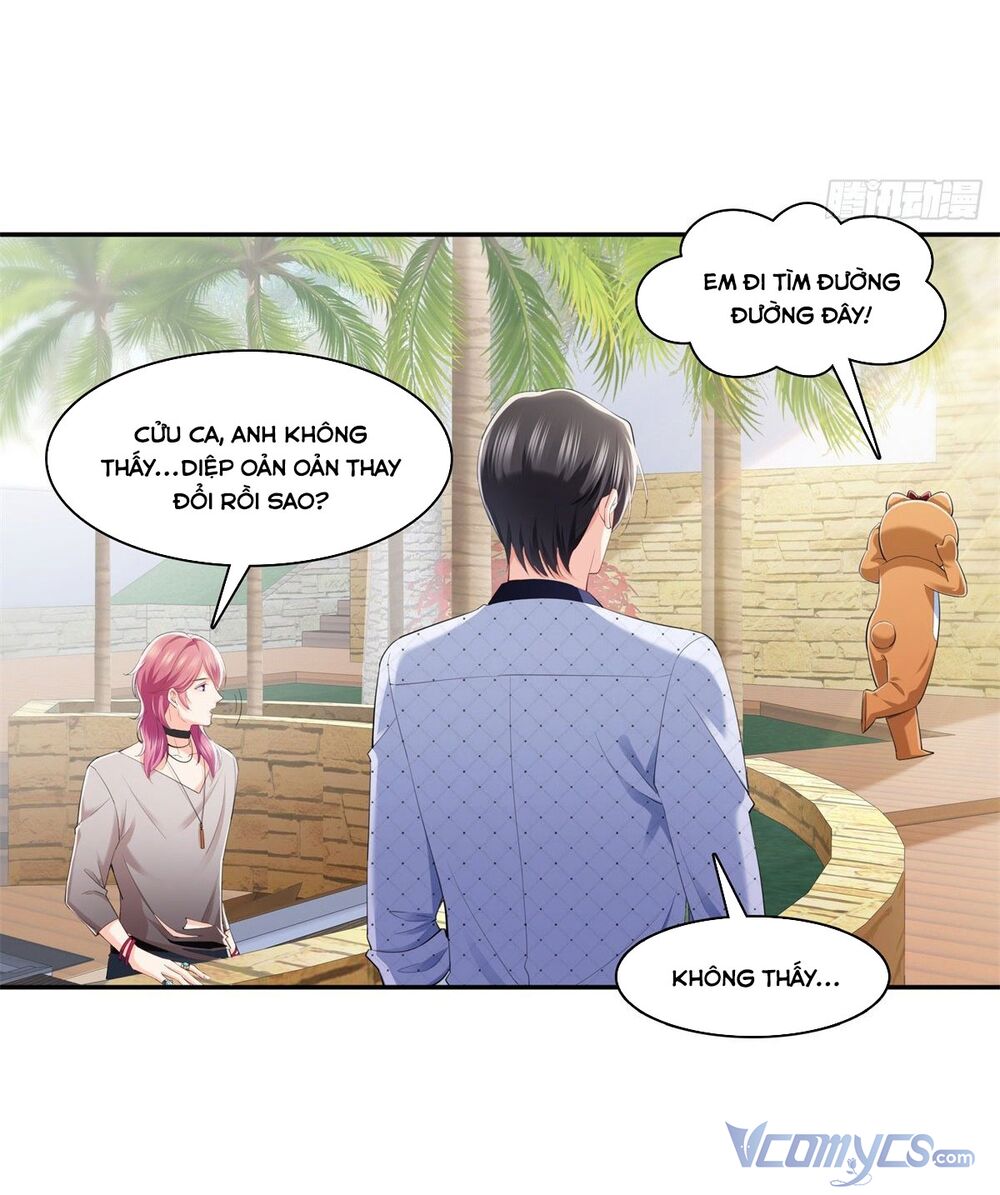 腾讯动漫
EM ĐI TÌM ĐƯỜNG
ĐƯỜNG ĐÂY!
CỬU CA, ANH KHÔNG
THẤY...DIỆP OẢN OẢN THAY
ĐỔI RỒI SAO?
KHÔNG THẤY...
Vcomycs.com